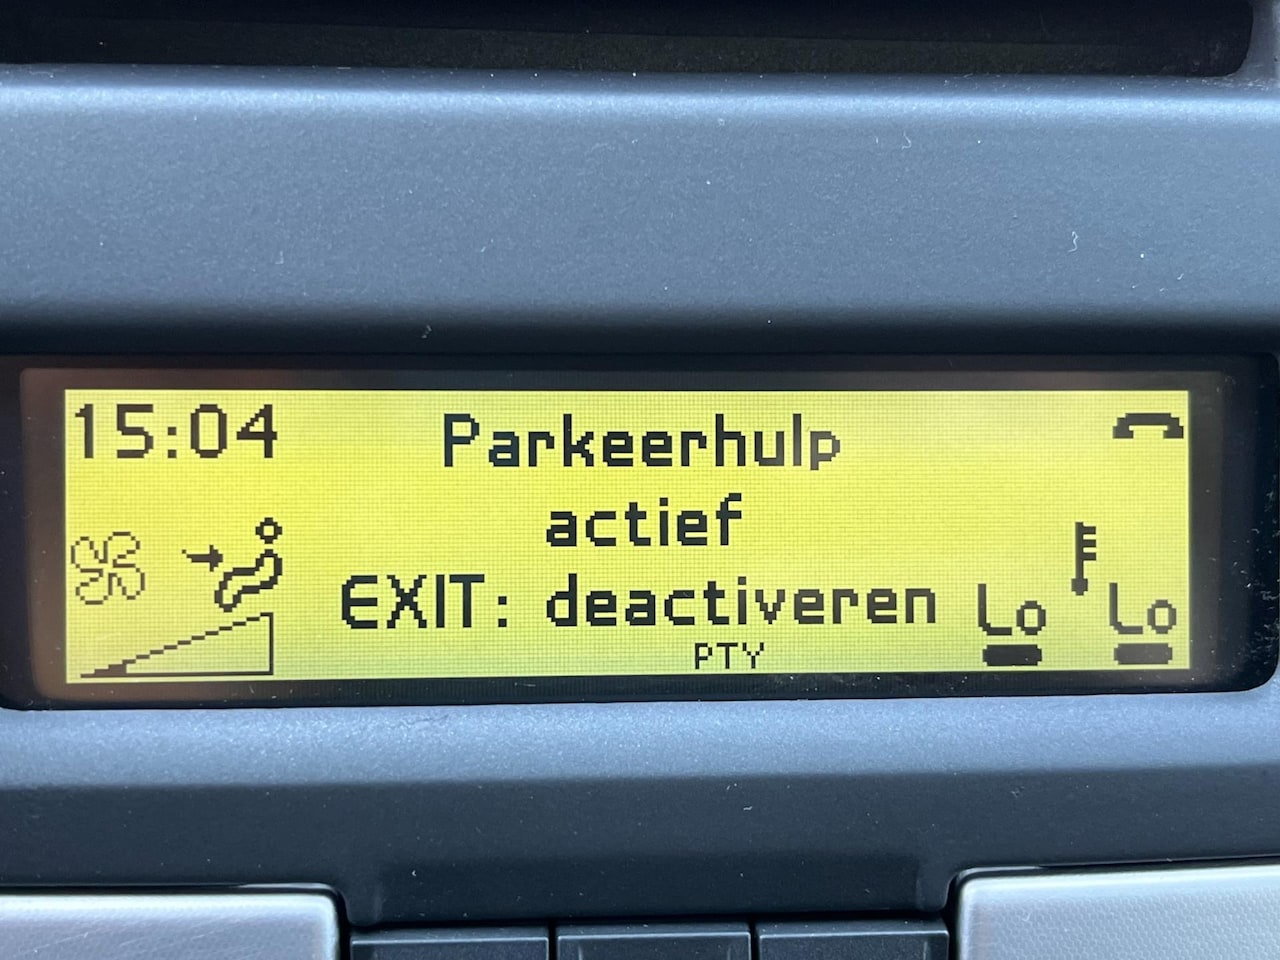 15:04
Parkeerhulp
actief
EXIT: deactiveren
PTY
Lo Lo